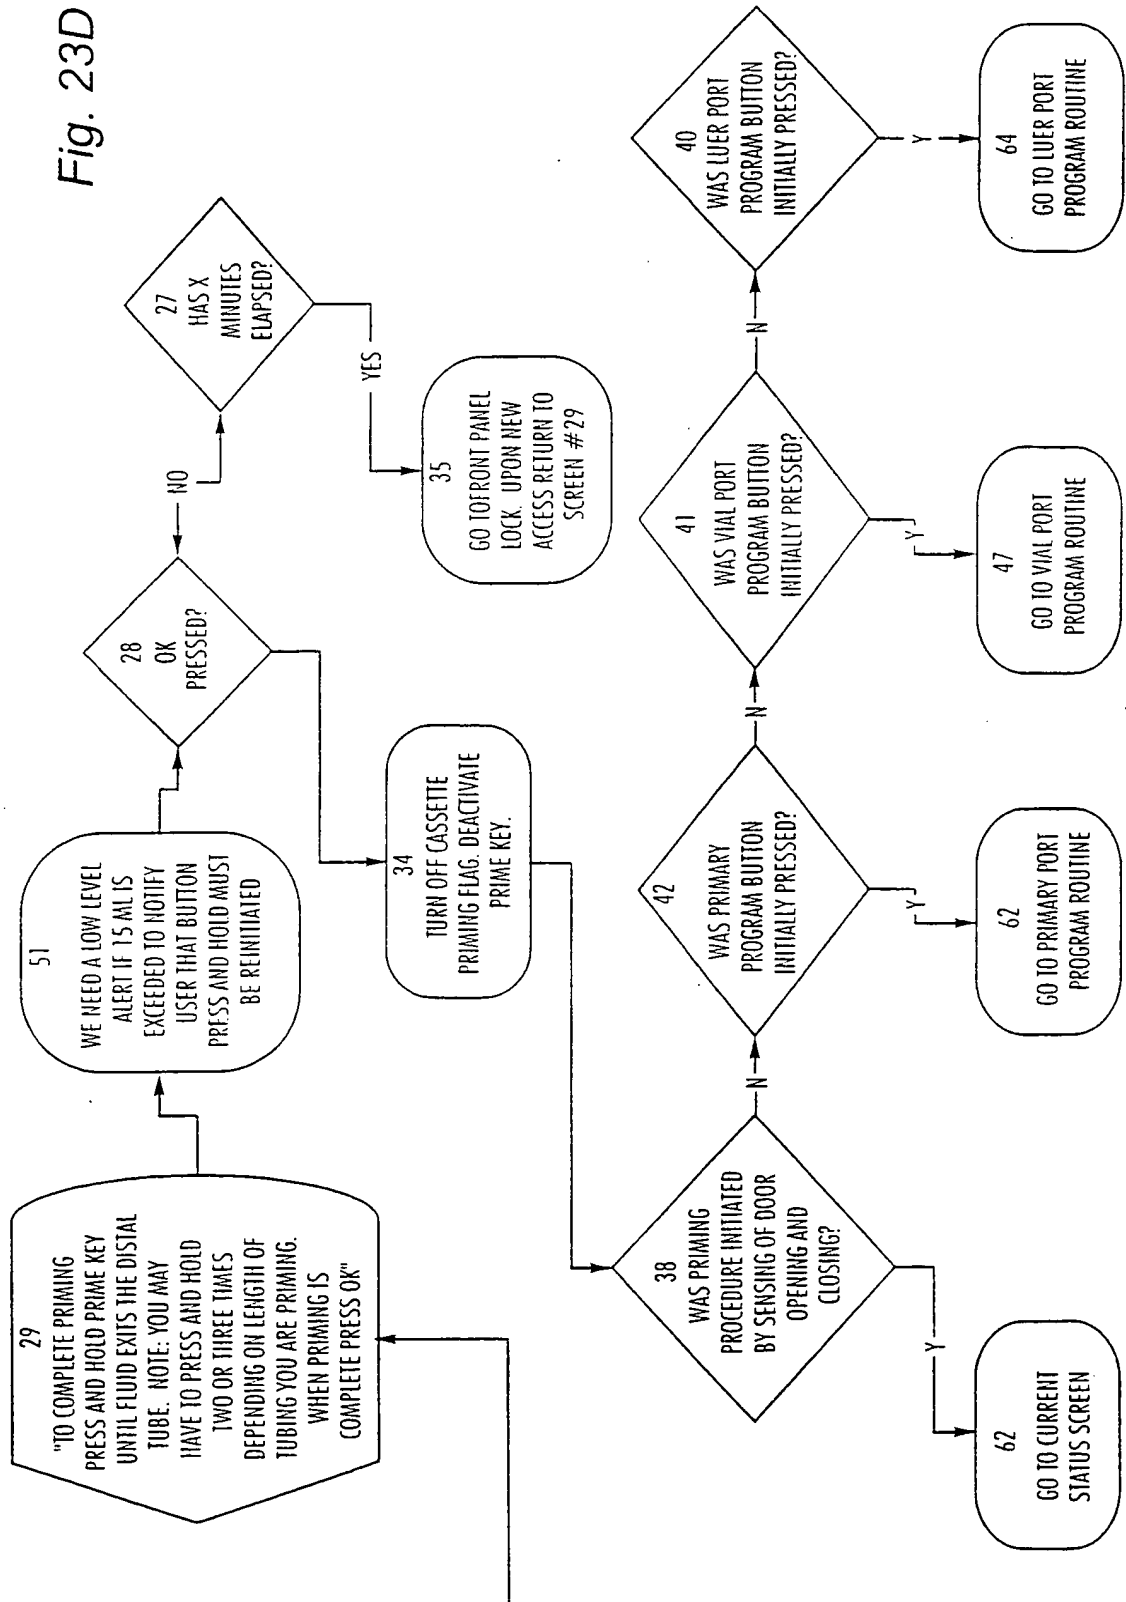 Fig. 23D
29
"TO COMPLETE PRIMING
PRESS AND HOLD PRIME KEY
UNTIL FLUID EXITS THE DISTAL
TUBE. NOTE: YOU MAY
HAVE TO PRESS AND HOLD
TWO OR THREE TIMES
DEPENDING ON LENGTH OF
TUBING YOU ARE PRIMING.
WHEN PRIMING IS
COMPLETE PRESS OK"
51
WE NEED A LOW LEVEL
ALERT IF 15 ML IS
EXCEEDED TO NOTIFY
USER THAT BUTTON
PRESS AND HOLD MUST
BE REINITIATED
28
OK
PRESSED?
NO
27
HAS X
MINUTES
ELAPSED?
YES
35
GO TOFRONT PANEL
LOCK. UPON NEW
ACCESS RETURN TO
SCREEN #29
34
TURN OFF CASSETTE
PRIMING FLAG. DEACTIVATE
PRIME KEY.
38
WAS PRIMING
PROCEDURE INITIATED
BY SENSING OF DOOR
OPENING AND
CLOSING?
N
Y
62
GO TO CURRENT
STATUS SCREEN
42
WAS PRIMARY
PROGRAM BUTTON
INITIALLY PRESSED?
N
Y
62
GO TO PRIMARY PORT
PROGRAM ROUTINE
41
WAS VIAL PORT
PROGRAM BUTTON
INITIALLY PRESSED?
N
Y
47
GO TO VIAL PORT
PROGRAM ROUTINE
40
WAS LUER PORT
PROGRAM BUTTON
INITIALLY PRESSED?
Y
64
GO TO LUER PORT
PROGRAM ROUTINE